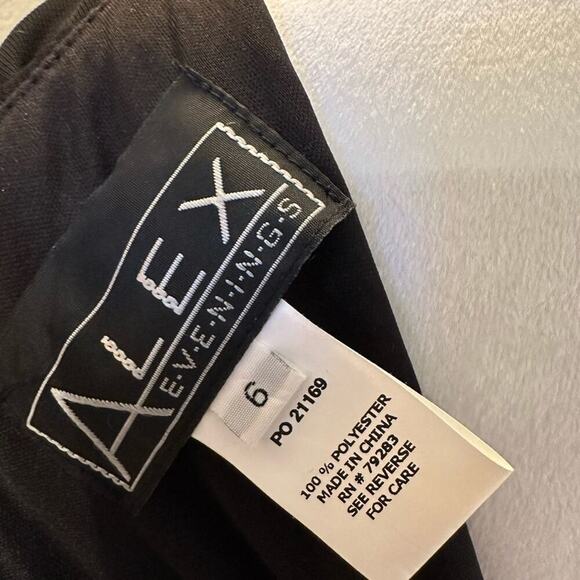 ALEX
E·V·E·N·I·N·G·S
6
PO 21169
100 % POLYESTER
MADE IN CHINA
RN # 79283
SEE REVERSE
FOR CARE